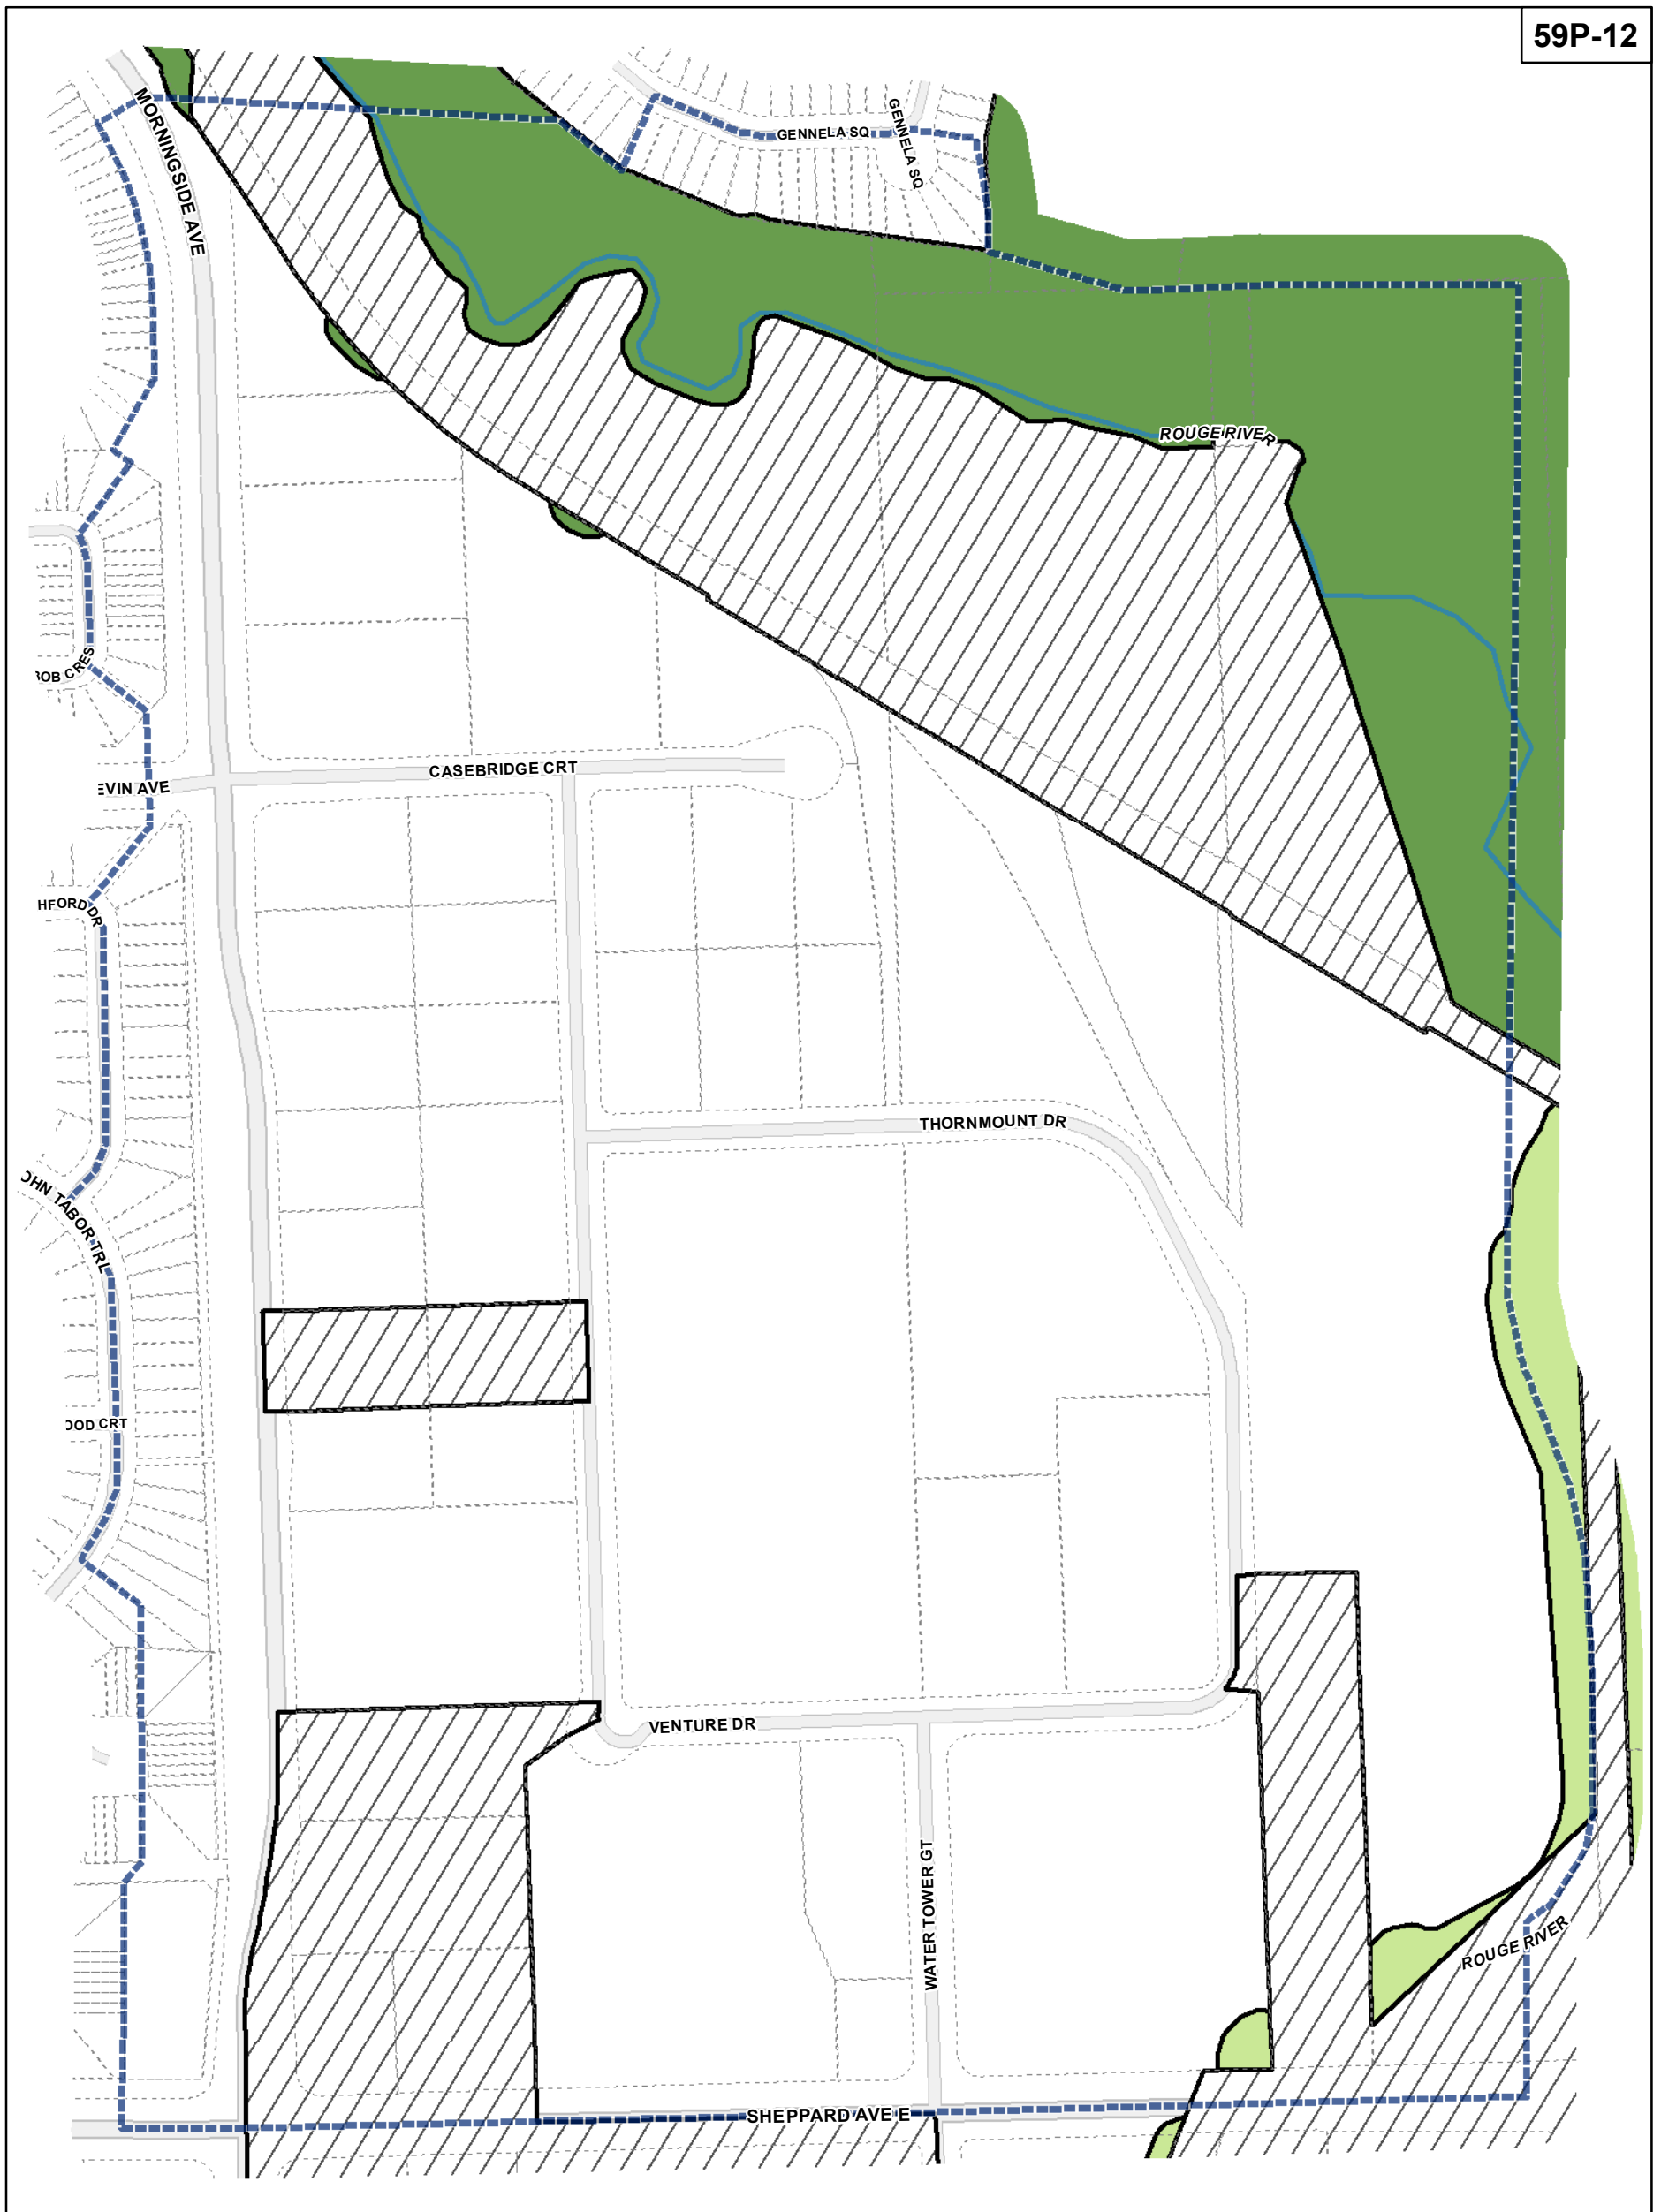 59P-12
MORNINGSIDE AVE
GENNELA SQ
GENNELA SQ
ROUGE RIVER
OB CRES
CASEBRIDGE CRT
EVIN AVE
HFORD DR
THORNMOUNT DR
OHN TABOR TRL
OOD CRT
VENTURE DR
WATER TOWER GT
ROUGE RIVER
SHEPPARD AVE E